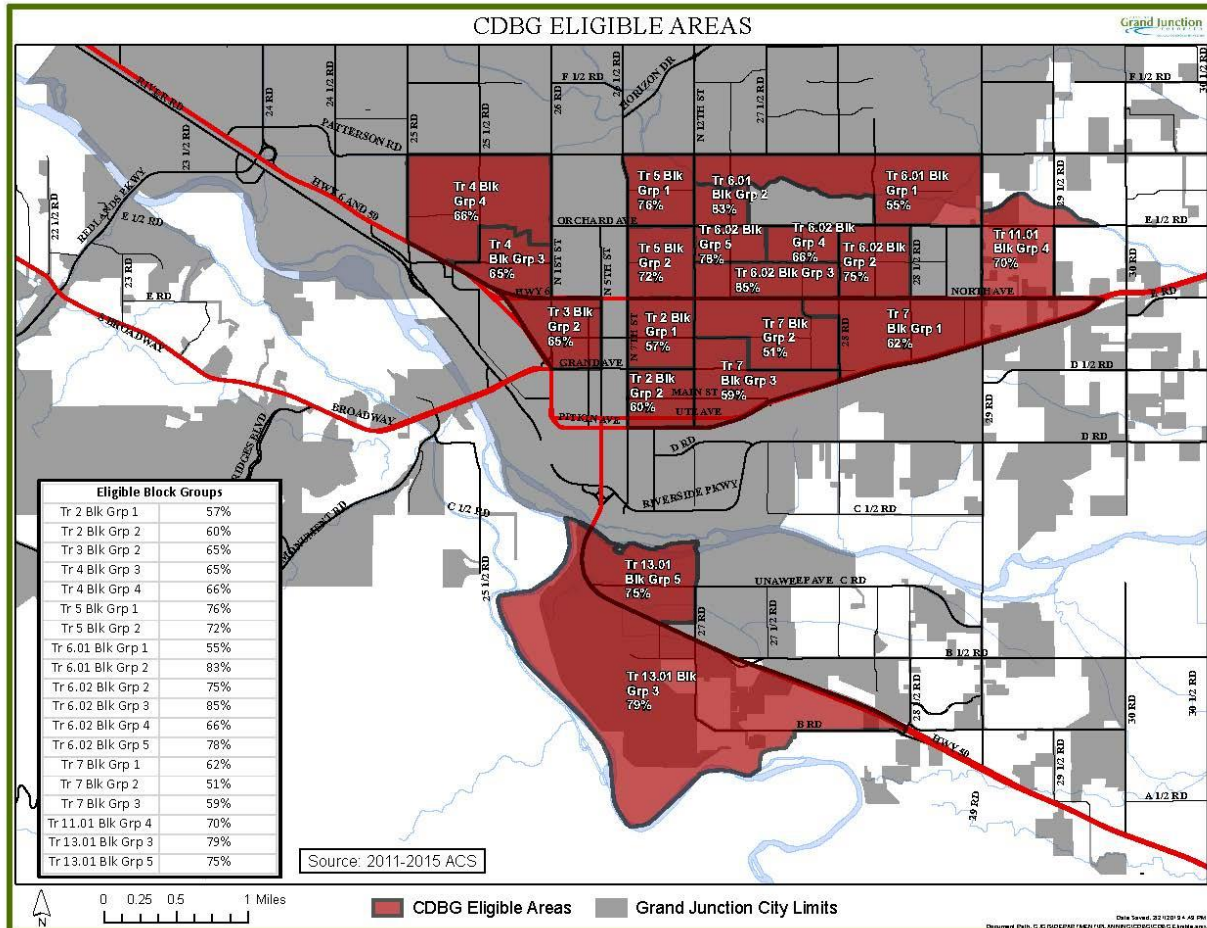 CDBG ELIGIBLE AREAS
Grand Junction
F 1/2 RD
F 1/2 RD
30 1/2 RD
RIVER RD
24 RD
24 1/2 RD
25 RD
25 1/2 RD
26 RD
26 1/2 RD
HORIZON DR
N 12TH ST
27 1/2 RD
PATTERSON RD
23 1/2 RD
REDLANDS PKWY
HWY 6 AND 50
E 1/2 RD
22 1/2 RD
23 RD
E RD
S BROADWAY
BROADWAY
Tr 4 Blk
Grp 4
66%
Tr 5 Blk
Grp 1
76%
Tr 6.01
Blk Grp 2
83%
Tr 6.01 Blk
Grp 1
55%
29 1/2 RD
ORCHARD AVE
E 1/2 RD
Tr 4
Blk Grp 3
65%
N 1ST ST
N 5TH ST
Tr 5 Blk
Grp 2
72%
Tr 6.02 Blk
Grp 5
78%
Tr 6.02 Blk
Grp 4
66%
Tr 6.02 Blk
Grp 2
75%
28 1/2 RD
Tr 11.01
Blk Grp 4
70%
30 RD
Tr 6.02 Blk Grp 3
85%
HWY 6
NORTH AVE
E RD
Tr 3 Blk
Grp 2
65%
N 7TH ST
Tr 2 Blk
Grp 1
57%
Tr 7 Blk
Grp 2
51%
28 RD
Tr 7
Blk Grp 1
62%
GRAND AVE
D 1/2 RD
Tr 2 Blk
Grp 2
60%
Tr 7
Blk Grp 3
59%
MAIN ST
PITKIN AVE
UTE AVE
29 RD
D RD
D RD
RIVERSIDE PKWY
C 1/2 RD
C 1/2 RD
RIDGES BLVD
MONUMENT RD
25 1/2 RD
Tr 13.01
Blk Grp 5
75%
UNAWEEP AVE C RD
27 RD
27 1/2 RD
B 1/2 RD
Tr 13.01 Blk
Grp 3
79%
B RD
28 1/2 RD
HWY 50
29 RD
29 1/2 RD
30 RD
30 1/2 RD
A 1/2 RD
Eligible Block Groups
Tr 2 Blk Grp 1 57%
Tr 2 Blk Grp 2 60%
Tr 3 Blk Grp 2 65%
Tr 4 Blk Grp 3 65%
Tr 4 Blk Grp 4 66%
Tr 5 Blk Grp 1 76%
Tr 5 Blk Grp 2 72%
Tr 6.01 Blk Grp 1 55%
Tr 6.01 Blk Grp 2 83%
Tr 6.02 Blk Grp 2 75%
Tr 6.02 Blk Grp 3 85%
Tr 6.02 Blk Grp 4 66%
Tr 6.02 Blk Grp 5 78%
Tr 7 Blk Grp 1 62%
Tr 7 Blk Grp 2 51%
Tr 7 Blk Grp 3 59%
Tr 11.01 Blk Grp 4 70%
Tr 13.01 Blk Grp 3 79%
Tr 13.01 Blk Grp 5 75%
Source: 2011-2015 ACS
N
0 0.25 0.5 1 Miles
CDBG Eligible Areas
Grand Junction City Limits